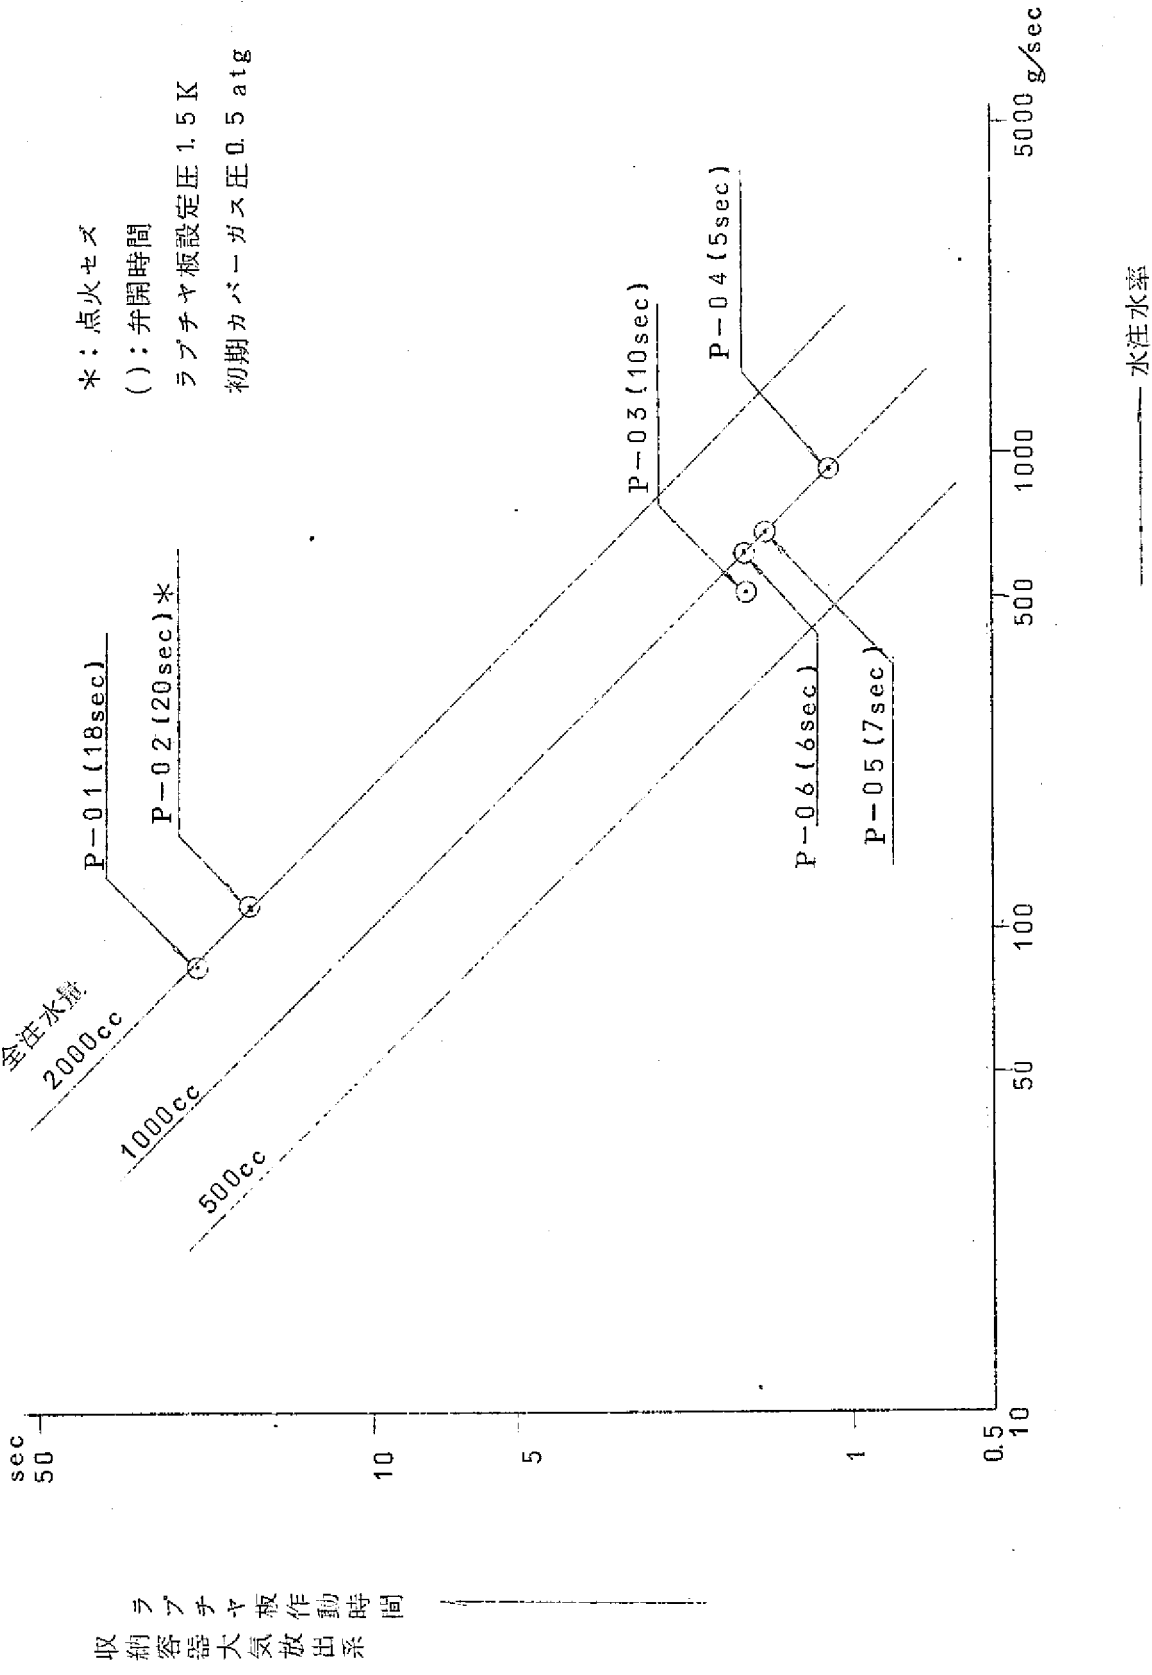 ＊：点火セズ
( )：弁開時間
ラプチャ板設定圧 1.5 K
初期カバーガス圧 0.5 atg
全注水量
2000cc
1000cc
500cc
P-01(18sec)
P-02(20sec)＊
P-03(10sec)
P-04(5sec)
P-06(6sec)
P-05(7sec)
sec
50
10
5
1
0.5
10
50
100
500
1000
5000
g/sec
水注水率
収納容器大気放出系
ラプチャ板作動時間